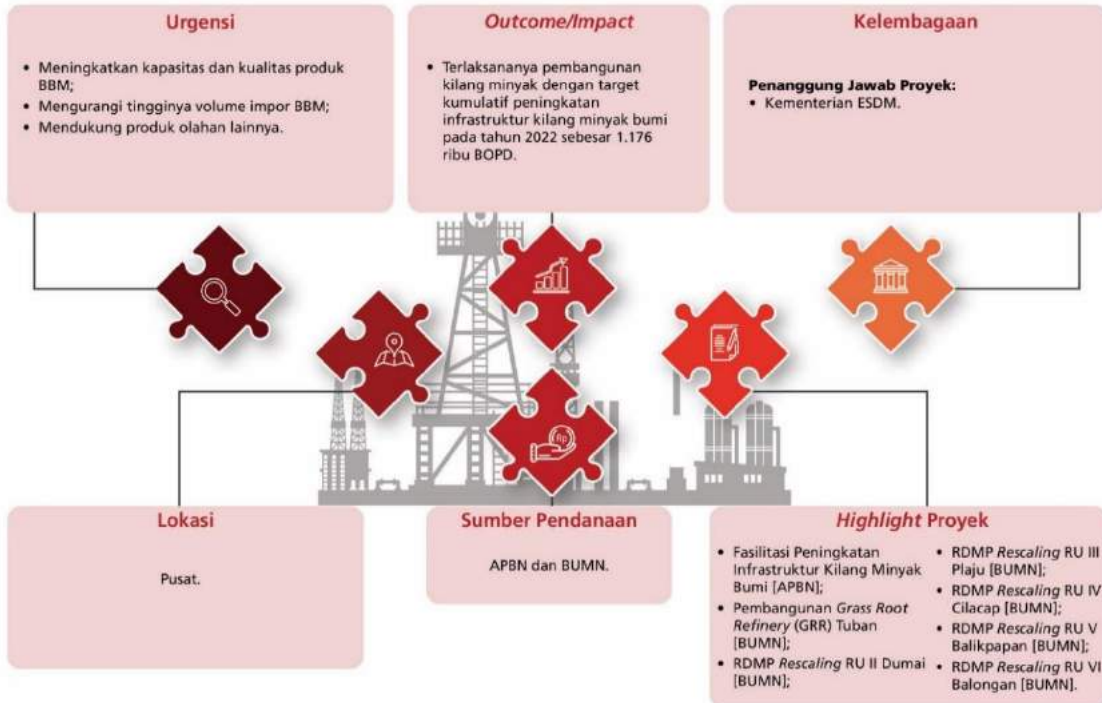 Urgensi
• Meningkatkan kapasitas dan kualitas produk
BBM;
• Mengurangi tingginya volume impor BBM;
• Mendukung produk olahan lainnya.
Outcome/Impact
• Terlaksananya pembangunan
kilang minyak dengan target
kumulatif peningkatan
infrastruktur kilang minyak bumi
pada tahun 2022 sebesar 1.176
ribu BOPD.
Kelembagaan
Penanggung Jawab Proyek:
• Kementerian ESDM.
Rp
Lokasi
Pusat.
Sumber Pendanaan
APBN dan BUMN.
Highlight Proyek
• Fasilitasi Peningkatan
Infrastruktur Kilang Minyak
Bumi [APBN];
• Pembangunan Grass Root
Refinery (GRR) Tuban
[BUMN];
• RDMP Rescaling RU II Dumai
[BUMN];
• RDMP Rescaling RU III
Plaju [BUMN];
• RDMP Rescaling RU IV
Cilacap [BUMN];
• RDMP Rescaling RU V
Balikpapan [BUMN];
• RDMP Rescaling RU VI
Balongan [BUMN].